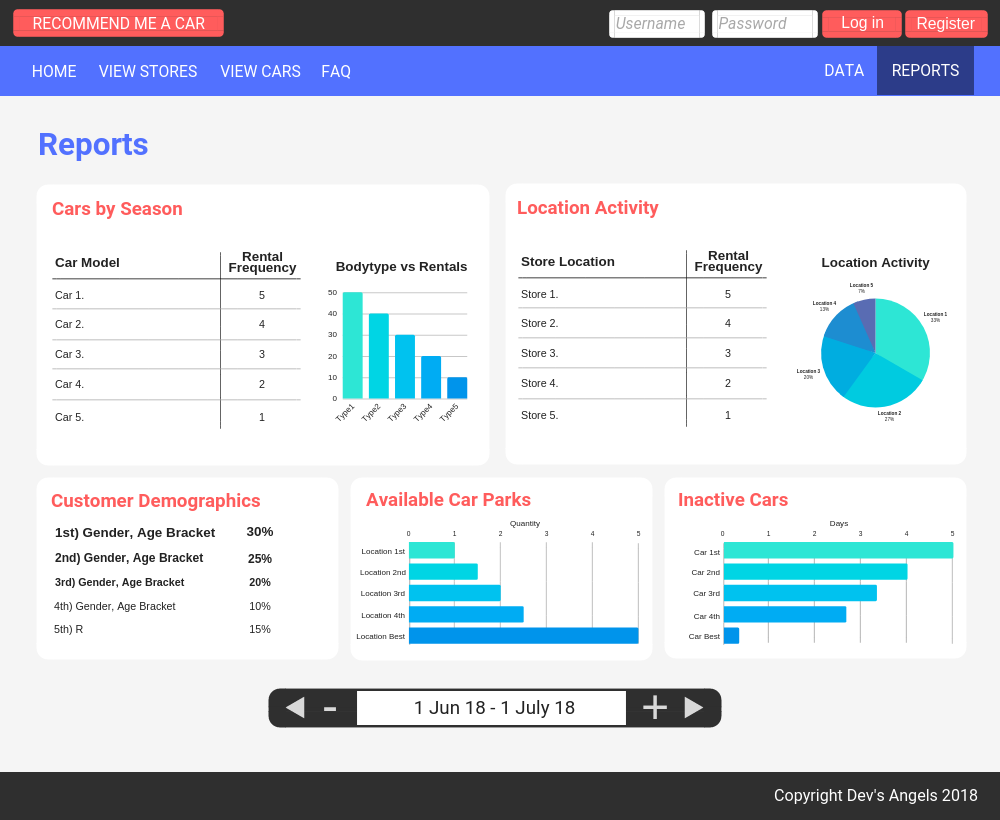 RECOMMEND ME A CAR
Username
Password
Log in
Register
HOME
VIEW STORES
VIEW CARS
FAQ
DATA
REPORTS
Reports
Cars by Season
Car Model
Rental
Frequency
Car 1.
5
Car 2.
4
Car 3.
3
Car 4.
2
Car 5.
1
Bodytype vs Rentals
50
40
30
20
10
0
Type1
Type2
Type3
Type4
Type5
Location Activity
Store Location
Rental
Frequency
Store 1.
5
Store 2.
4
Store 3.
3
Store 4.
2
Store 5.
1
Location Activity
Location 5
7%
Location 4
13%
Location 1
33%
Location 3
20%
Location 2
27%
Customer Demographics
1st) Gender, Age Bracket 30%
2nd) Gender, Age Bracket 25%
3rd) Gender, Age Bracket 20%
4th) Gender, Age Bracket 10%
5th) R 15%
Available Car Parks
Quantity
0 1 2 3 4 5
Location 1st
Location 2nd
Location 3rd
Location 4th
Location Best
Inactive Cars
Days
0 1 2 3 4 5
Car 1st
Car 2nd
Car 3rd
Car 4th
Car Best
- 1 Jun 18 - 1 July 18 +
Copyright Dev's Angels 2018